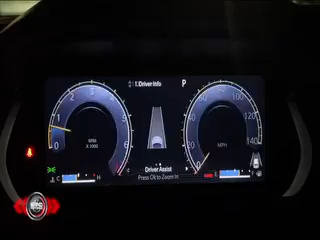 1.Driver Info
P
1
2
3
4
5
6
0
RPM
X 1000
20
40
60
80
100
120
140
0
MPH
Driver Assist
Press Ok to Zoom In
C
H
E
F